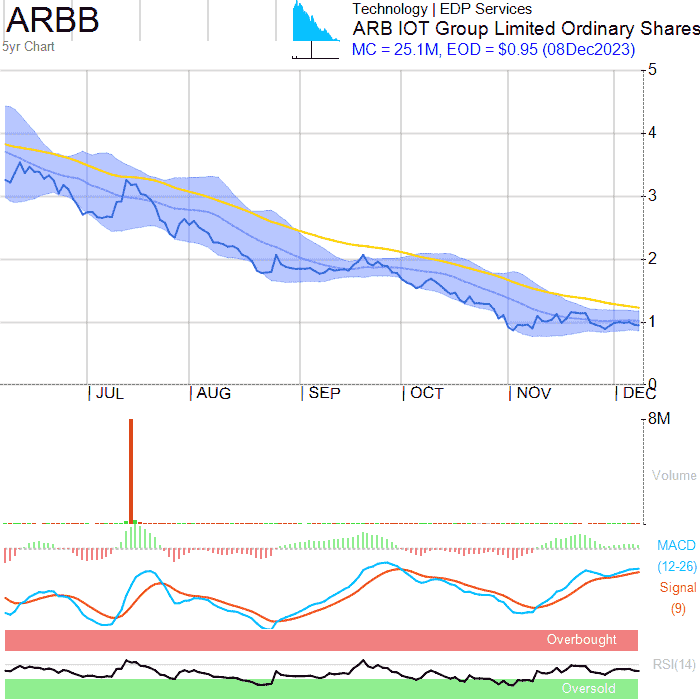 ARBB
5yr Chart
Technology | EDP Services
ARB IOT Group Limited Ordinary Shares
MC = 25.1M, EOD = $0.95 (08Dec2023)
5
4
3
2
1
0
JUL AUG SEP OCT NOV DEC
8M
Volume
MACD
(12-26)
Signal
(9)
Overbought
RSI(14)
Oversold